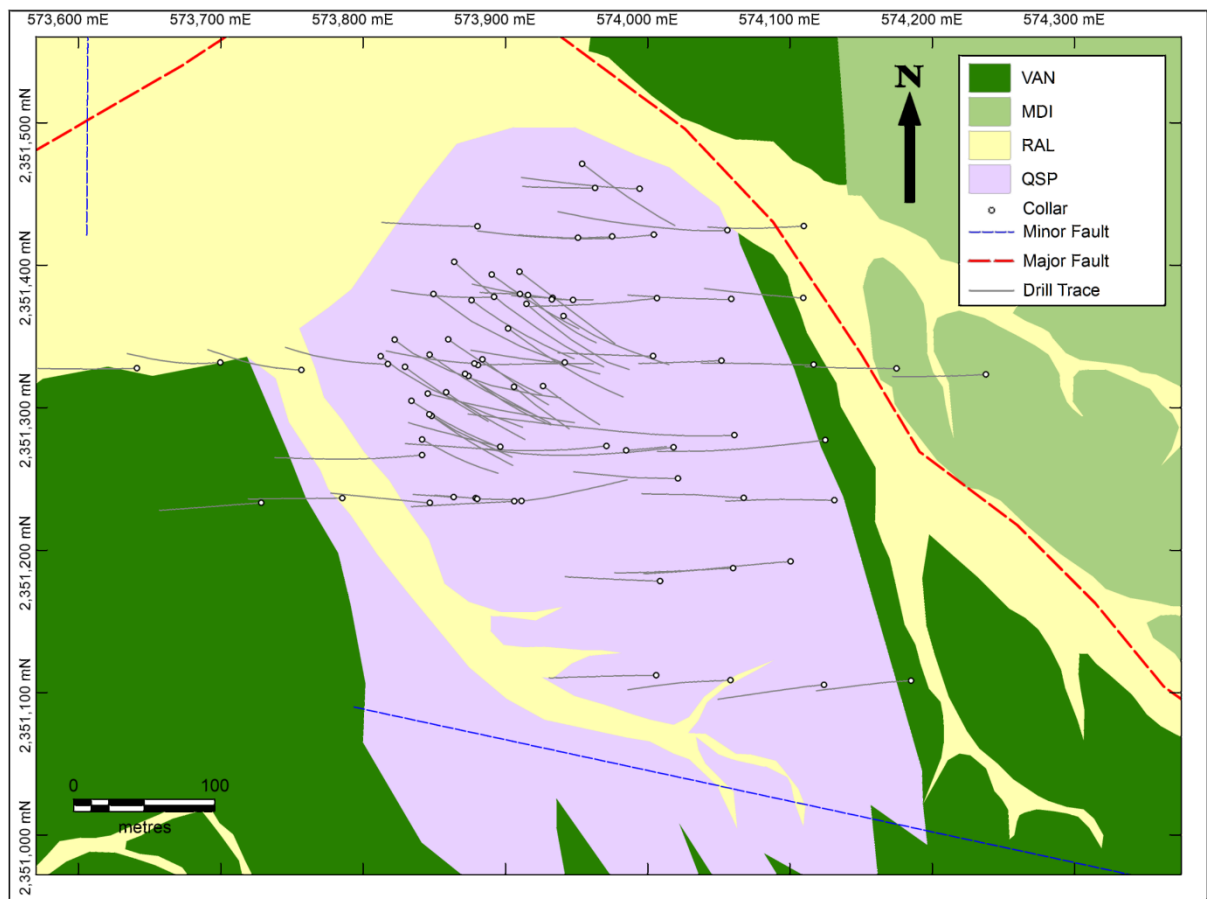 573,600 mE 573,700 mE 573,800 mE 573,900 mE 574,000 mE 574,100 mE 574,200 mE 574,300 mE
2,351,500 mN
2,351,400 mN
2,351,300 mN
2,351,200 mN
2,351,100 mN
2,351,000 mN
N
VAN
MDI
RAL
QSP
Collar
Minor Fault
Major Fault
Drill Trace
0 100
metres